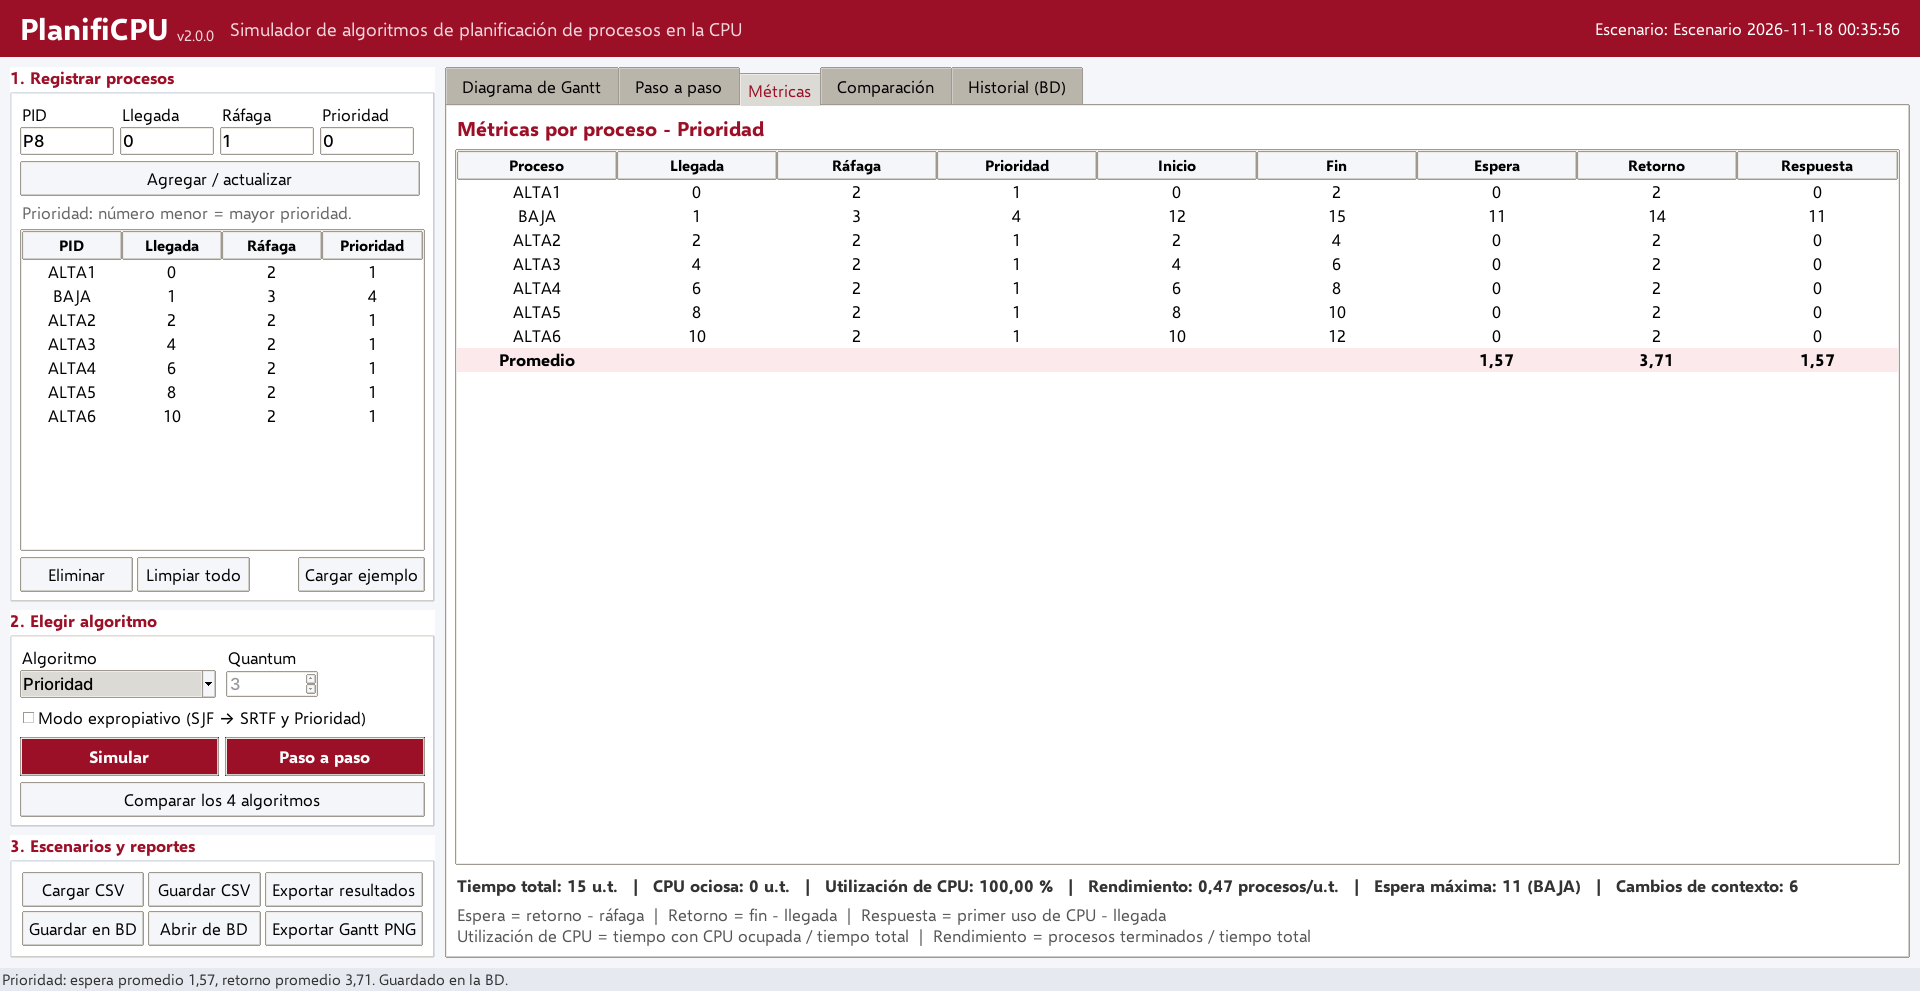 PlanifiCPU v2.0.0 Simulador de algoritmos de planificación de procesos en la CPU
Escenario: Escenario 2026-11-18 00:35:56
1. Registrar procesos
PID Llegada Ráfaga Prioridad
P8 0 1 0
Agregar / actualizar
Prioridad: número menor = mayor prioridad.
PID Llegada Ráfaga Prioridad
ALTA1 0 2 1
BAJA 1 3 4
ALTA2 2 2 1
ALTA3 4 2 1
ALTA4 6 2 1
ALTA5 8 2 1
ALTA6 10 2 1
Eliminar Limpiar todo Cargar ejemplo
2. Elegir algoritmo
Algoritmo Quantum
Prioridad 3
Modo expropiativo (SJF → SRTF y Prioridad)
Simular Paso a paso
Comparar los 4 algoritmos
3. Escenarios y reportes
Cargar CSV Guardar CSV Exportar resultados
Guardar en BD Abrir de BD Exportar Gantt PNG
Diagrama de Gantt Paso a paso Métricas Comparación Historial (BD)
Métricas por proceso - Prioridad
Proceso Llegada Ráfaga Prioridad Inicio Fin Espera Retorno Respuesta
ALTA1 0 2 1 0 2 0 2 0
BAJA 1 3 4 12 15 11 14 11
ALTA2 2 2 1 2 4 0 2 0
ALTA3 4 2 1 4 6 0 2 0
ALTA4 6 2 1 6 8 0 2 0
ALTA5 8 2 1 8 10 0 2 0
ALTA6 10 2 1 10 12 0 2 0
Promedio 1,57 3,71 1,57
Tiempo total: 15 u.t. | CPU ociosa: 0 u.t. | Utilización de CPU: 100,00 % | Rendimiento: 0,47 procesos/u.t. | Espera máxima: 11 (BAJA) | Cambios de contexto: 6
Espera = retorno - ráfaga | Retorno = fin - llegada | Respuesta = primer uso de CPU - llegada
Utilización de CPU = tiempo con CPU ocupada / tiempo total | Rendimiento = procesos terminados / tiempo total
Prioridad: espera promedio 1,57, retorno promedio 3,71. Guardado en la BD.